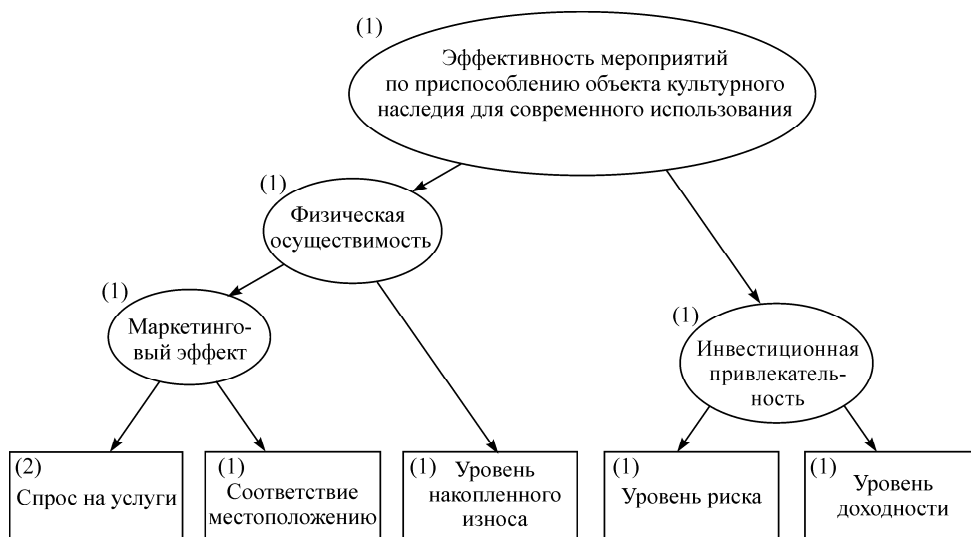 (1)
Эффективность мероприятий
по приспособлению объекта культурного
наследия для современного использования
(1)
Физическая
осуществимость
(1)
Маркетинго-
вый эффект
(1)
Инвестиционная
привлекатель-
ность
(2)
Спрос на услуги
(1)
Соответствие
местоположению
(1) Уровень
накопленного
износа
(1)
Уровень риска
(1)
Уровень
доходности